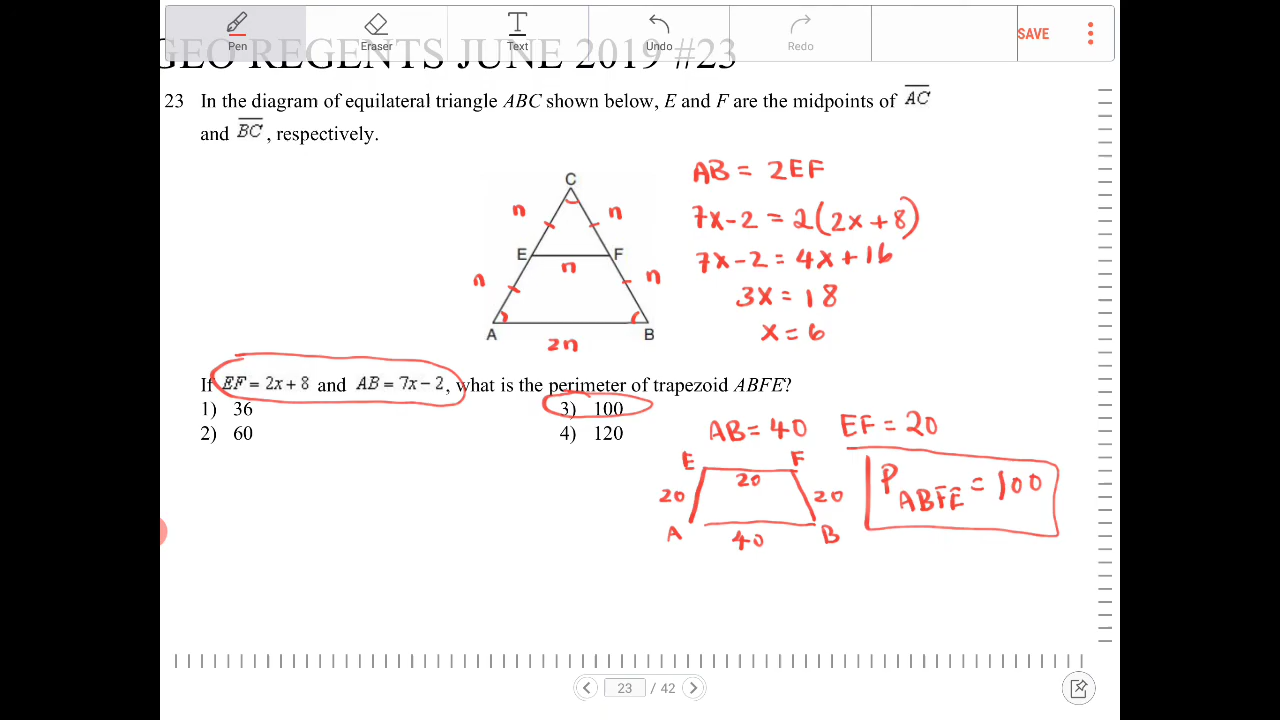 Pen
Eraser
Text
Undo
Redo
SAVE
GEO REGENTS JUNE 2019 #23
23 In the diagram of equilateral triangle ABC shown below, E and F are the midpoints of AC
and BC, respectively.
C
n
n
E
F
n
n
n
A
B
2n
AB = 2EF
7x-2 = 2(2x+8)
7x-2 = 4x+16
3x = 18
x = 6
If EF = 2x + 8 and AB = 7x − 2, what is the perimeter of trapezoid ABFE?
1) 36
2) 60
3) 100
4) 120
AB = 40 EF = 20
E
F
20
20
20
A
B
40
P ABFE = 100
23 / 42